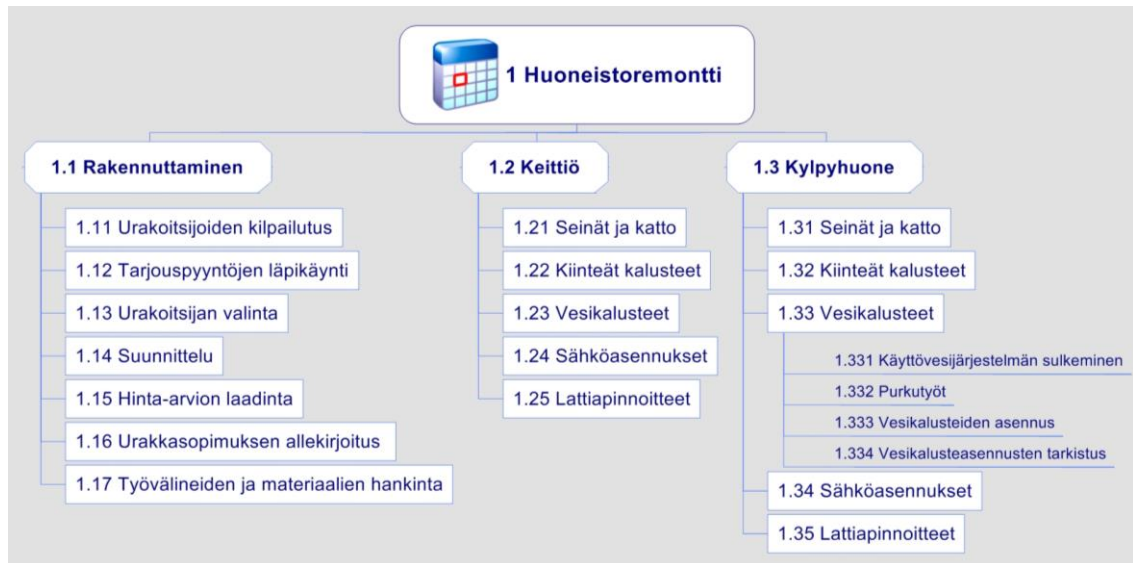 1 Huoneistoremontti
1.1 Rakennuttaminen
1.11 Urakoitsijoiden kilpailutus
1.12 Tarjouspyyntöjen läpikäynti
1.13 Urakoitsijan valinta
1.14 Suunnittelu
1.15 Hinta-arvion laadinta
1.16 Urakkasopimuksen allekirjoitus
1.17 Työvälineiden ja materiaalien hankinta
1.2 Keittiö
1.21 Seinät ja katto
1.22 Kiinteät kalusteet
1.23 Vesikalusteet
1.24 Sähköasennukset
1.25 Lattiapinnoitteet
1.3 Kylpyhuone
1.31 Seinät ja katto
1.32 Kiinteät kalusteet
1.33 Vesikalusteet
1.331 Käyttövesijärjestelmän sulkeminen
1.332 Purkutyöt
1.333 Vesikalusteiden asennus
1.334 Vesikalusteasennusten tarkistus
1.34 Sähköasennukset
1.35 Lattiapinnoitteet